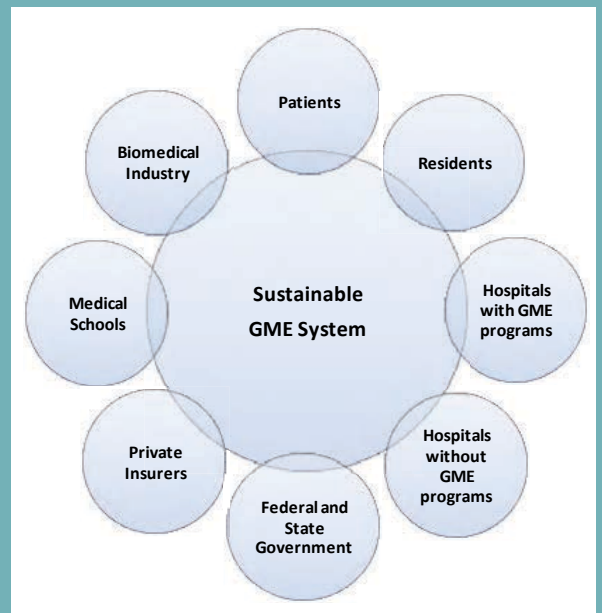 Patients
Biomedical
Industry
Residents
Sustainable
GME System
Medical
Schools
Hospitals
with GME
programs
Private
Insurers
Hospitals
without
GME
programs
Federal and
State
Government